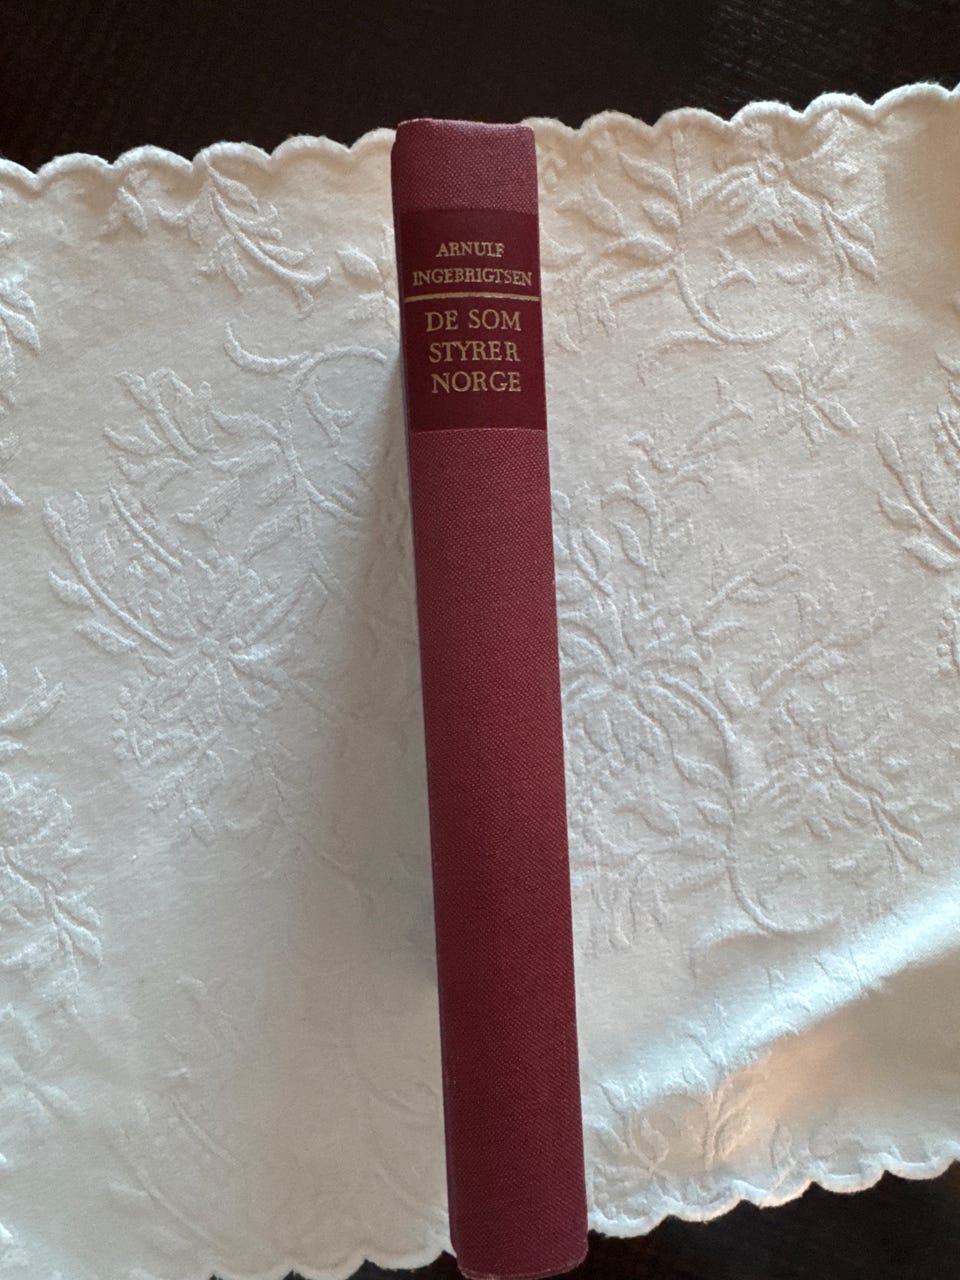 ARNULF
INGEBRIGTSEN
DE SOM
STYRER
NORGE